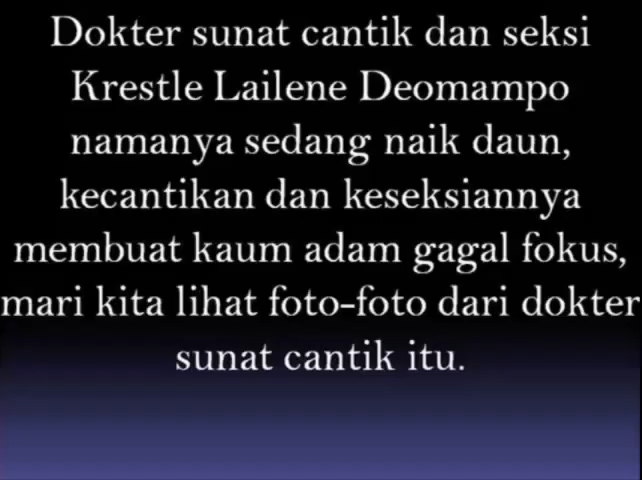 Dokter sunat cantik dan seksi
Krestle Lailene Deomampo
namanya sedang naik daun,
kecantikan dan keseksiannya
membuat kaum adam gagal fokus,
mari kita lihat foto-foto dari dokter
sunat cantik itu.